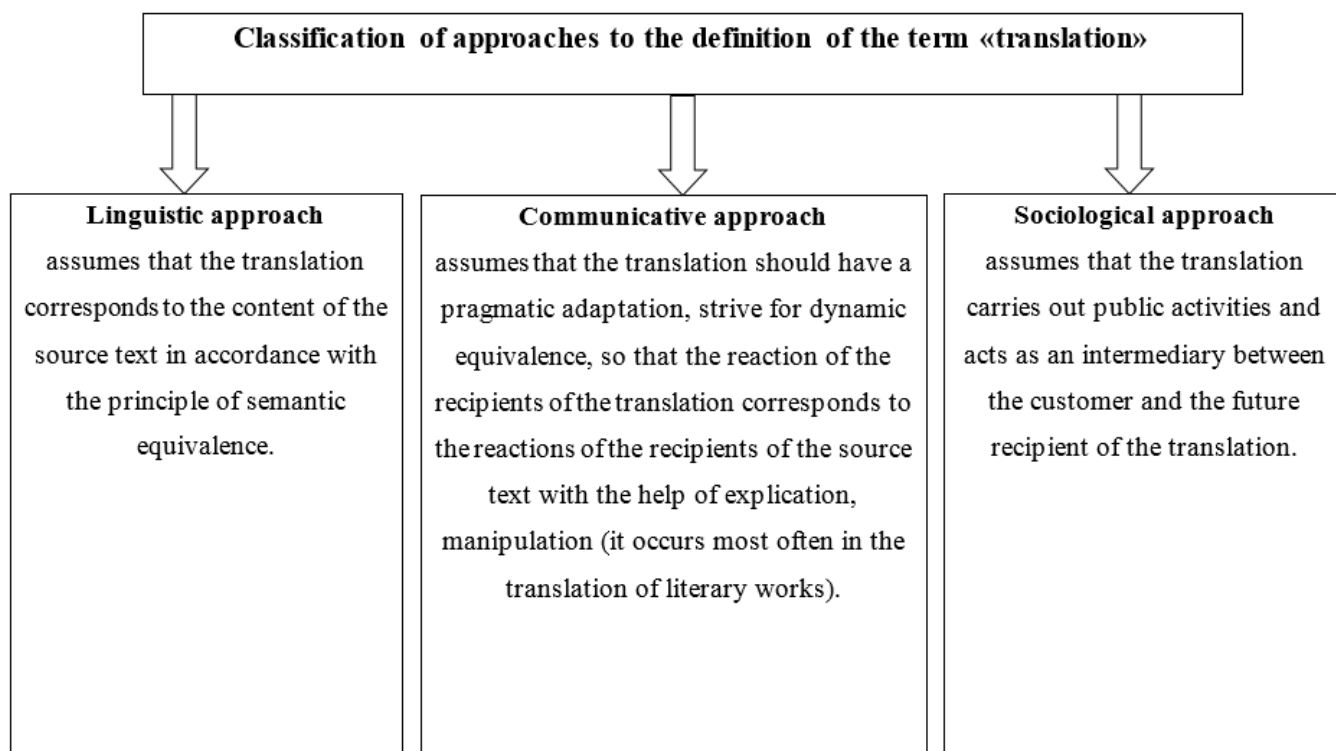 Classification of approaches to the definition of the term «translation»
Linguistic approach
assumes that the translation
corresponds to the content of the
source text in accordance with
the principle of semantic
equivalence.
Communicative approach
assumes that the translation should have a
pragmatic adaptation, strive for dynamic
equivalence, so that the reaction of the
recipients of the translation corresponds to
the reactions of the recipients of the source
text with the help of explication,
manipulation (it occurs most often in the
translation of literary works).
Sociological approach
assumes that the translation
carries out public activities and
acts as an intermediary between
the customer and the future
recipient of the translation.